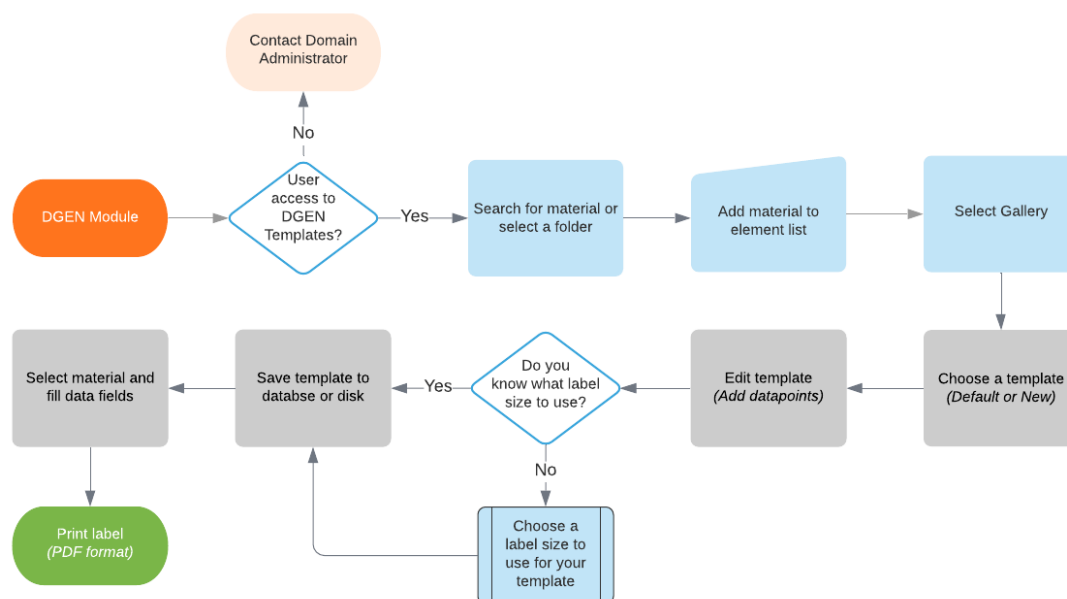 Contact Domain
Administrator
No
DGEN Module
User
access to
DGEN
Templates?
Yes
Search for material or
select a folder
Add material to
element list
Select Gallery
Select material and
fill data fields
Save template to
databse or disk
Yes
Do you
know what label
size to use?
Edit template
(Add datapoints)
Choose a template
(Default or New)
No
Print label
(PDF format)
Choose a
label size to
use for your
template